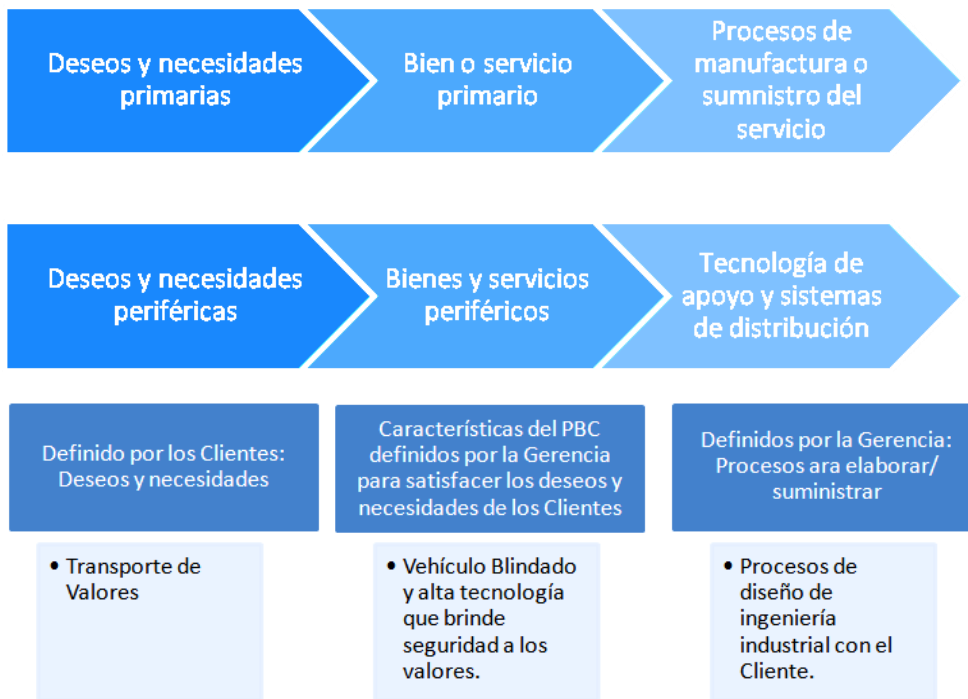 Deseos y necesidades
primarias
Bien o servicio
primario
Procesos de
manufactura o
sumnistro del
servicio
Deseos y necesidades
periféricas
Bienes y servicios
periféricos
Tecnología de
apoyo y sistemas
de distribución
Definido por los Clientes:
Deseos y necesidades
Características del PBC
definidos por la Gerencia
para satisfacer los deseos y
necesidades de los Clientes
Definidos por la Gerencia:
Procesos ara elaborar/
suministrar
• Transporte de
Valores
• Vehículo Blindado
y alta tecnología
que brinde
seguridad a los
valores.
• Procesos de
diseño de
ingeniería
industrial con el
Cliente.